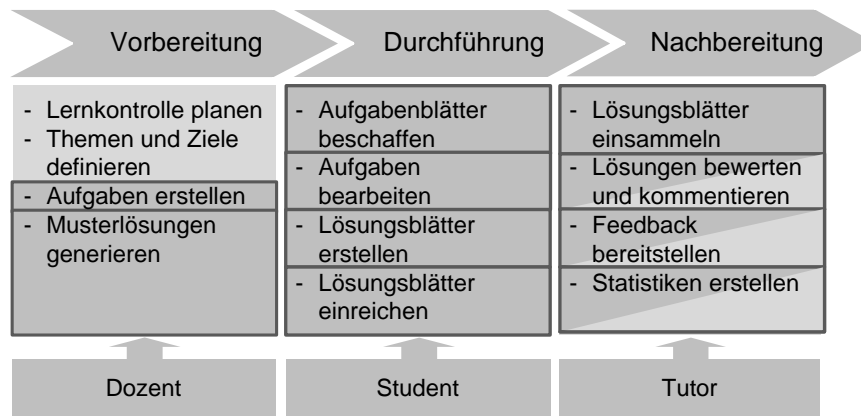 Vorbereitung
Durchführung
Nachbereitung
- Lernkontrolle planen
- Themen und Ziele
definieren
- Aufgaben erstellen
- Musterlösungen
generieren
- Aufgabenblätter
beschaffen
- Aufgaben
bearbeiten
- Lösungsblätter
erstellen
- Lösungsblätter
einreichen
- Lösungsblätter
einsammeln
- Lösungen bewerten
und kommentieren
- Feedback
bereitstellen
- Statistiken erstellen
Dozent
Student
Tutor